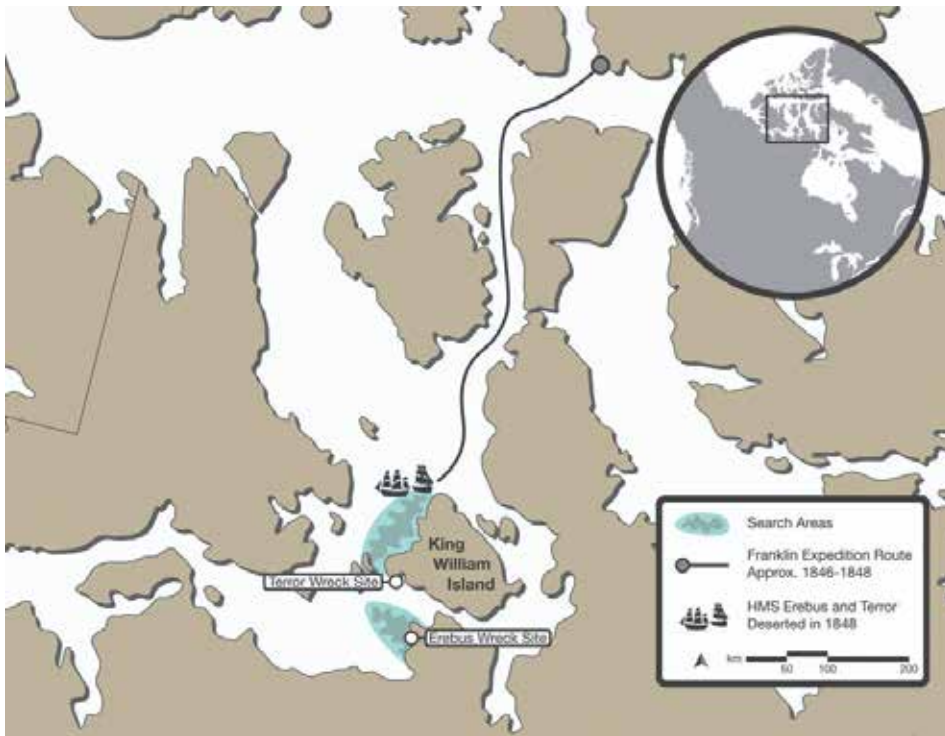 King
William
Island
Terror Wreck Site
Erebus Wreck Site
Search Areas
Franklin Expedition Route
Approx. 1846-1848
HMS Erebus and Terror
Deserted in 1848
km
50 100 200